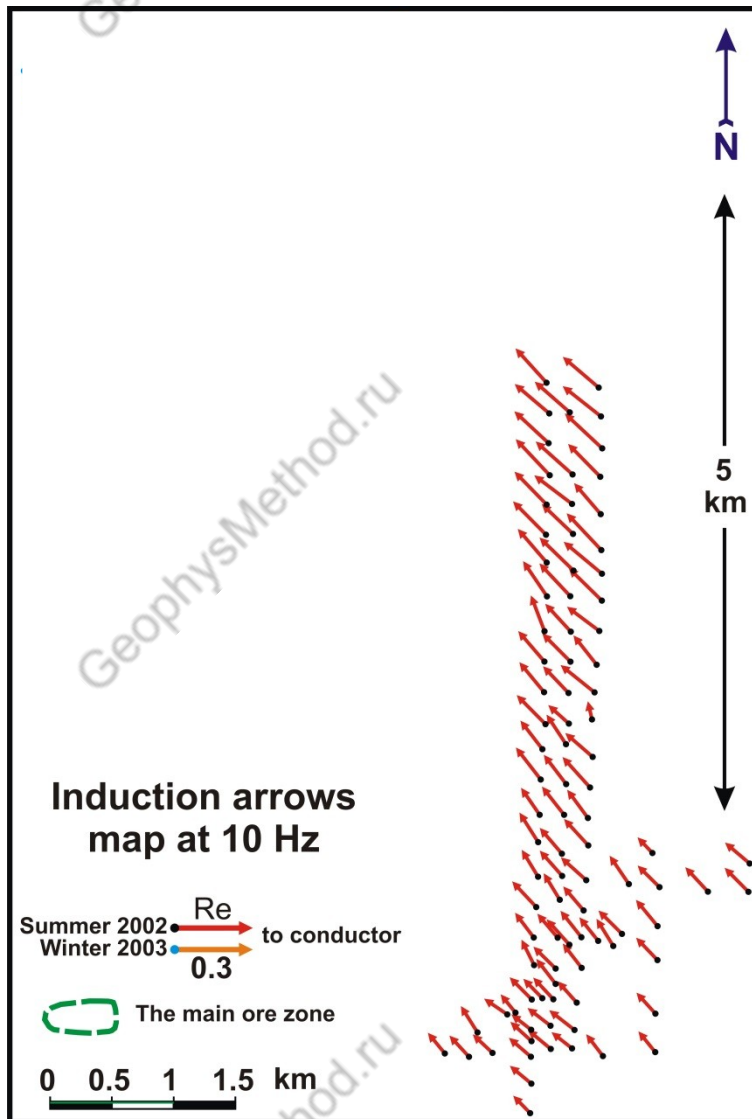 N
5
km
GeophysMethod.ru
Induction arrows
map at 10 Hz
Re
Summer 2002
Winter 2003
to conductor
0.3
The main ore zone
0 0.5 1 1.5 km